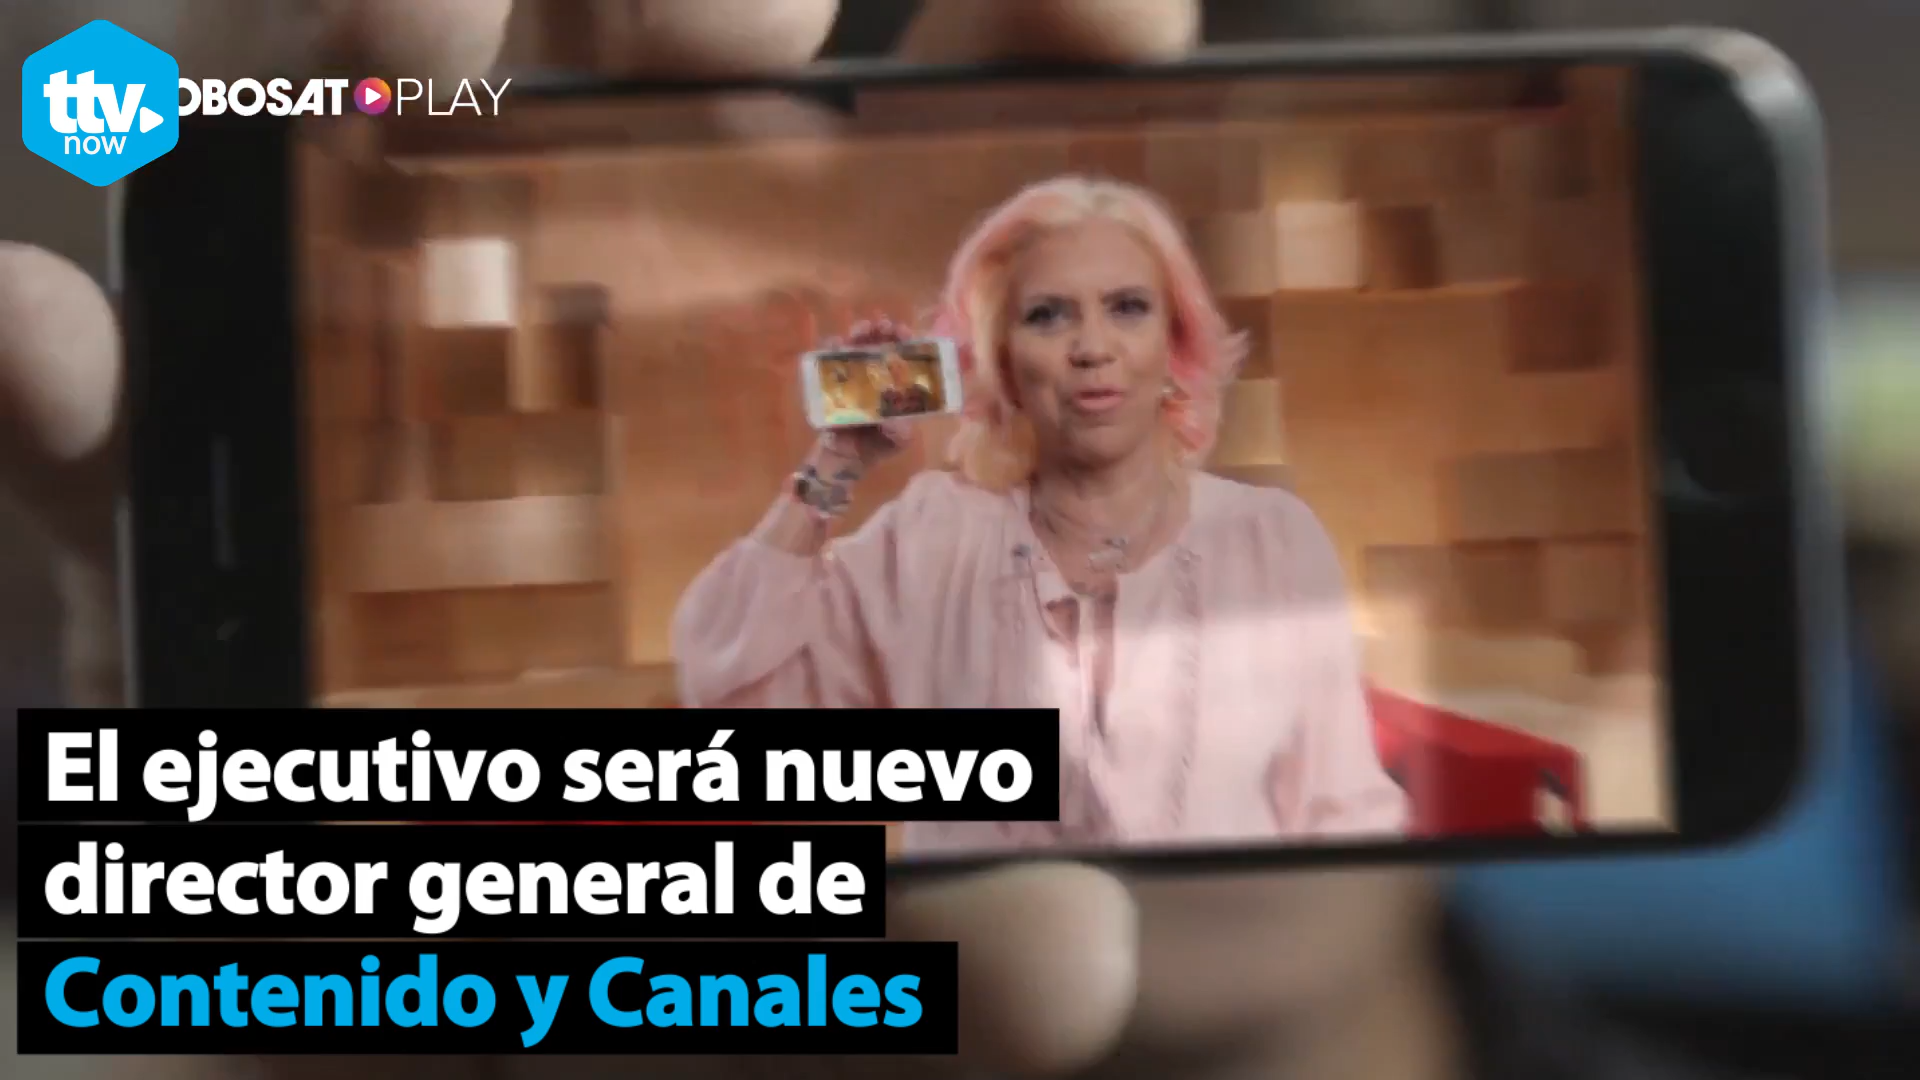 ttv
now
OBOSAT PLAY
El ejecutivo será nuevo
director general de
Contenido y Canales